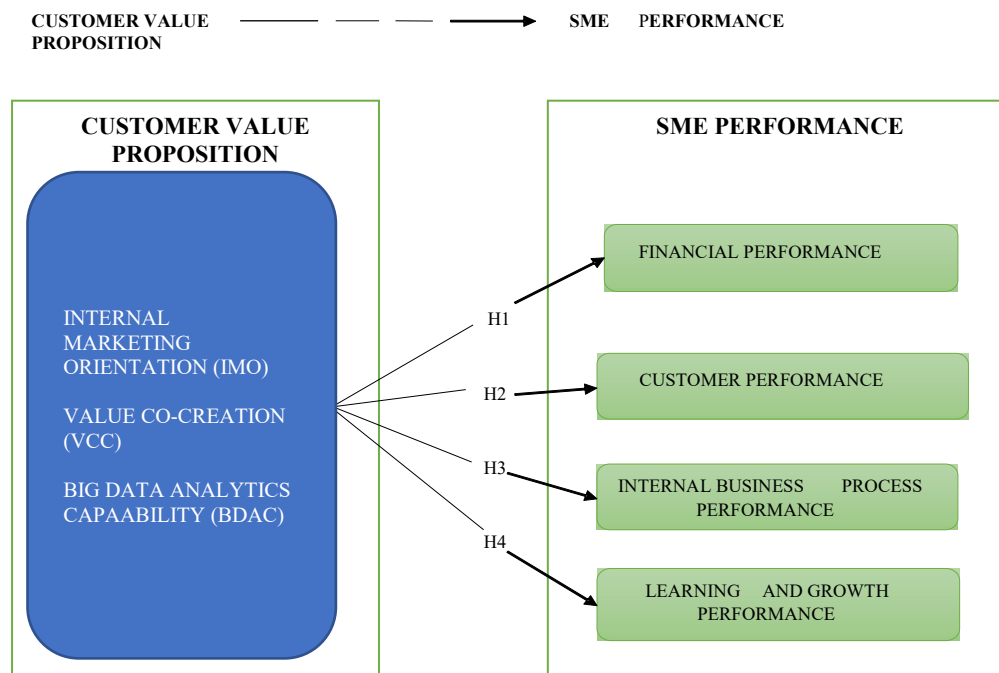 CUSTOMER VALUE
PROPOSITION
SME PERFORMANCE
CUSTOMER VALUE
PROPOSITION
SME PERFORMANCE
INTERNAL
MARKETING
ORIENTATION (IMO)
VALUE CO-CREATION
(VCC)
BIG DATA ANALYTICS
CAPAABILITY (BDAC)
H1
H2
H3
H4
FINANCIAL PERFORMANCE
CUSTOMER PERFORMANCE
INTERNAL BUSINESS PROCESS
PERFORMANCE
LEARNING AND GROWTH
PERFORMANCE